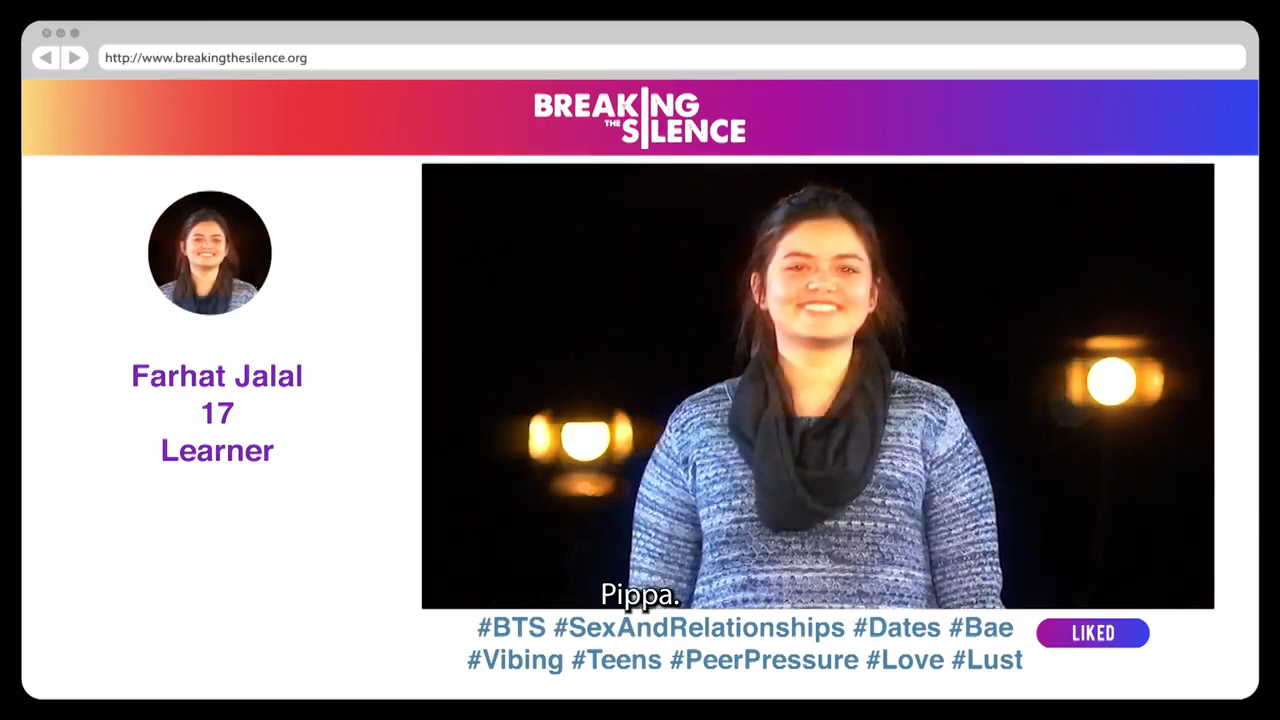 http://www.breakingthesilence.org
BREAKING
THE SILENCE
Farhat Jalal
17
Learner
Pippa.
#BTS #SexAndRelationships #Dates #Bae
#Vibing #Teens #PeerPressure #Love #Lust
LIKED